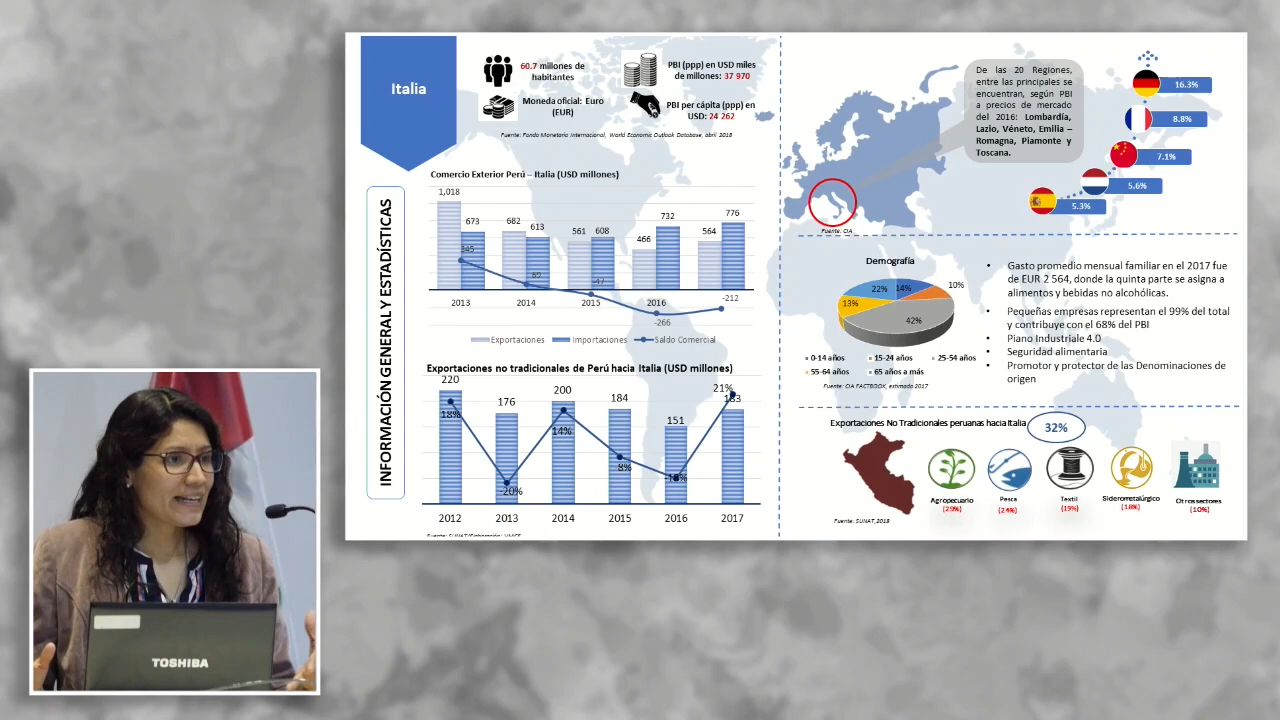 Italia
60.7 millones de
habitantes
PBI (ppp) en USD miles
de millones: 37 970
Moneda oficial: Euro
(EUR)
PBI per cápita (ppp) en
USD: 24 262
Fuente: Fondo Monetario Internacional, World Economic Outlook Database, abril 2018
INFORMACIÓN GENERAL Y ESTADÍSTICAS
Comercio Exterior Perú – Italia (USD millones)
1,018
673
682
613
561
608
466
732
564
776
345
69
-47
-266
-212
2013
2014
2015
2016
Exportaciones
Importaciones
Saldo Comercial
Exportaciones no tradicionales de Perú hacia Italia (USD millones)
220
176
200
184
151
183
18%
-20%
14%
8%
21%
2012
2013
2014
2015
2016
2017
Fuente: SUNAT/Elaboración: VMCE
De las 20 Regiones,
entre las principales se
encuentran, según PBI
a precios de mercado
del 2016: Lombardía,
Lazio, Véneto, Emilia –
Romagna, Piamonte y
Toscana.
16.3%
8.8%
7.1%
5.6%
5.3%
Fuente: CIA
Demografía
14%
10%
42%
13%
22%
0-14 años
15-24 años
25-54 años
55-64 años
65 años a más
Fuente: CIA FACTBOOK, estimado 2017
• Gasto promedio mensual familiar en el 2017 fue
de EUR 2 564, donde la quinta parte se asigna a
alimentos y bebidas no alcohólicas.
• Pequeñas empresas representan el 99% del total
y contribuye con el 68% del PBI
• Piano Industriale 4.0
• Seguridad alimentaria
• Promotor y protector de las Denominaciones de
origen
Exportaciones No Tradicionales peruanas hacia Italia
32%
Agropecuario
(29%)
Pesca
(24%)
Textil
(19%)
Siderometalúrgico
(18%)
Otros sectores
(10%)
Fuente: SUNAT, 2018
TOSHIBA